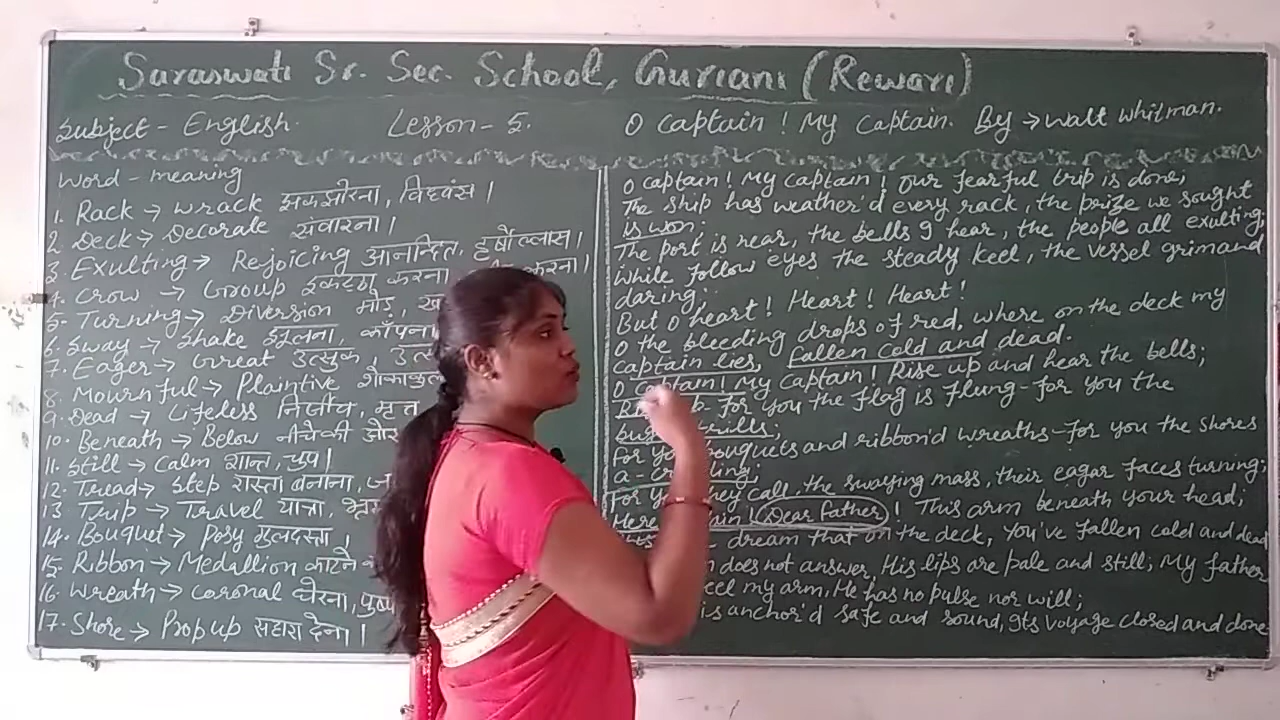 Saraswati Sr. Sec. School, Guriani (Rewari)
Subject - English. Lesson - 5. O Captain ! My Captain. By → Walt Whitman.
Word - meaning
1. Rack → wrack झकझोरना, विध्वंस ।
2. Deck → Decorate संवारना ।
3. Exulting → Rejoicing आनन्दित, हर्षोल्लास ।
4. Crow → Group इकट्ठा करना करना ।
5. Turning → Diversion मोड़,
6. Sway → Shake झूलना, काँपना
7. Eager → Great उत्सुक,
8. Mournful → Plaintive शोकाकुल
9. Dead → Lifeless निर्जीव, मृत
10. Beneath → Below नीचे की ओर
11. Still → Calm शान्त, चुप ।
12. Tread → Step रास्ता बनाना,
13. Trip → Travel यात्रा,
14. Bouquet → Posy गुलदस्ता ।
15. Ribbon → Medallion काटने
16. Wreath → Coronal घेरना,
17. Shore → Prop up सहारा देना ।
O captain ! My captain ! our fearful trip is done;
The ship has weather'd every rack, the prize we sought
is won;
The port is near, the bells I hear, the people all exulting;
While follow eyes the steady keel, the vessel grim and
daring;
But O heart ! Heart ! Heart !
O the bleeding drops of red, where on the deck my
captain lies,
Fallen cold and dead.
O captain ! My captain ! Rise up and hear the bells;
for you the flag is flung - for you the
trills;
For you bouquets and ribbon'd wreaths - for you the shores
a - crowding;
For you they call, the swaying mass, their eagar faces turning;
Here ! Dear Father ! This arm beneath your head;
dream that on the deck, you've fallen cold and dead
does not answer, His lips are pale and still; My father
feel my arm, He has no pulse nor will;
is anchor'd safe and sound, its voyage closed and done